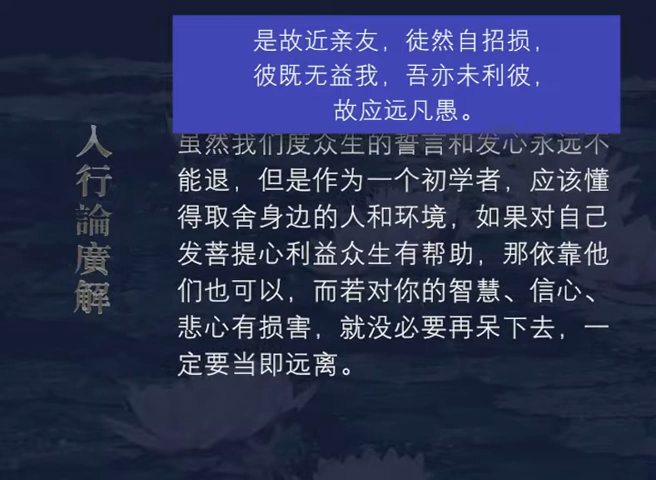 是故近亲友，徒然自招损，
彼既无益我，吾亦未利彼，
故应远凡愚。
虽然我们度众生的誓言和发心永远不
能退，但是作为一个初学者，应该懂
得取舍身边的人和环境，如果对自己
发菩提心利益众生有帮助，那依靠他
们也可以，而若对你的智慧、信心、
悲心有损害，就没必要再呆下去，一
定要当即远离。
入行論廣解